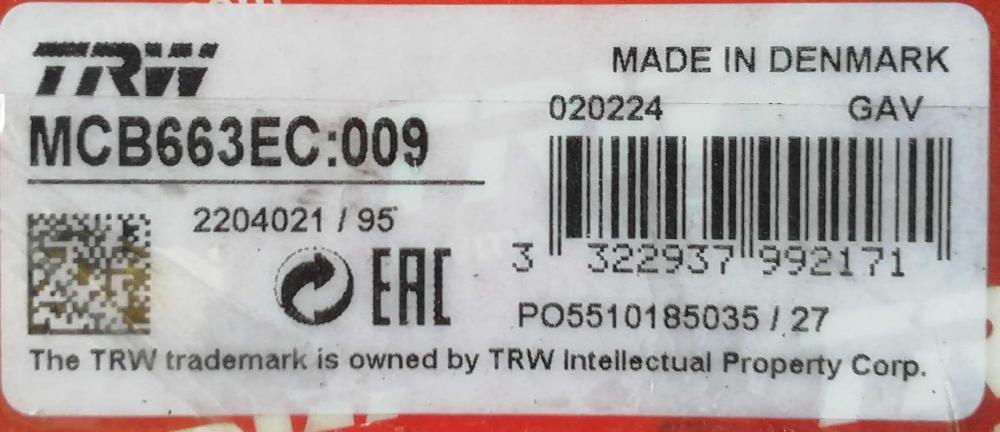 TRW
MADE IN DENMARK
020224 GAV
MCB663EC:009
2204021 / 95
EAC
3 322937 992171
PO5510185035 / 27
The TRW trademark is owned by TRW Intellectual Property Corp.